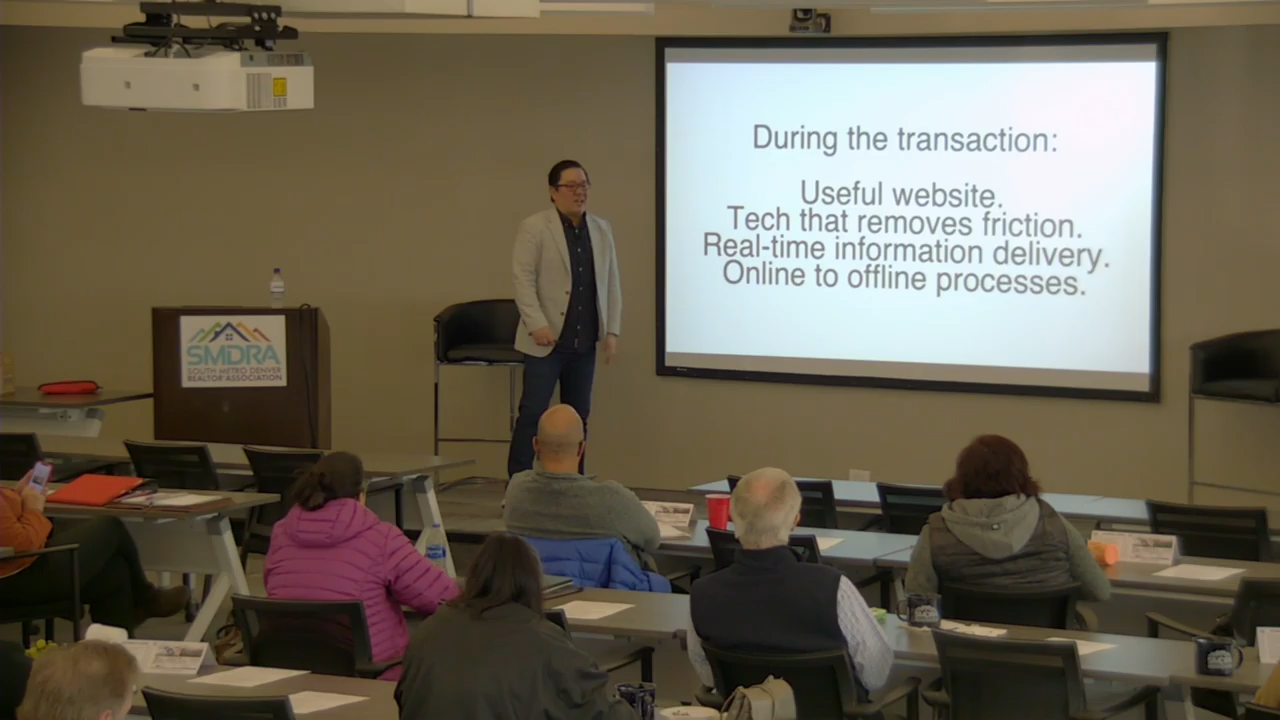 During the transaction:
Useful website.
Tech that removes friction.
Real-time information delivery.
Online to offline processes.
SMDRA
SOUTH METRO DENVER
REALTOR ASSOCIATION